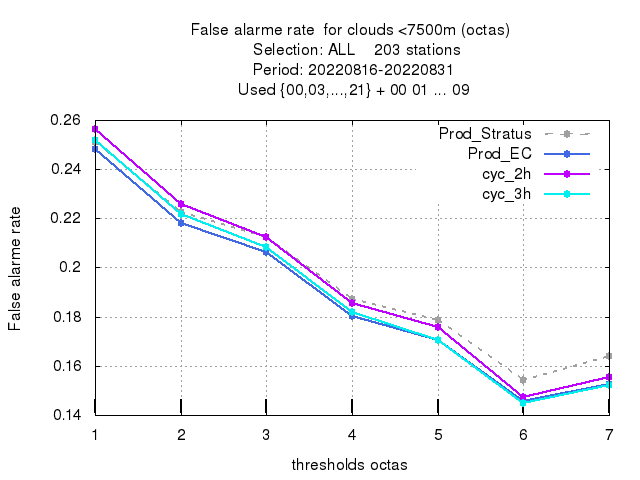 False alarme rate  for clouds <7500m (octas)
Selection: ALL    203 stations
Period: 20220816-20220831
Used {00,03,...,21} + 00 01 ... 09
Prod_Stratus
Prod_EC
cyc_2h
cyc_3h
False alarme rate
0.26
0.24
0.22
0.2
0.18
0.16
0.14
1 2 3 4 5 6 7
thresholds octas